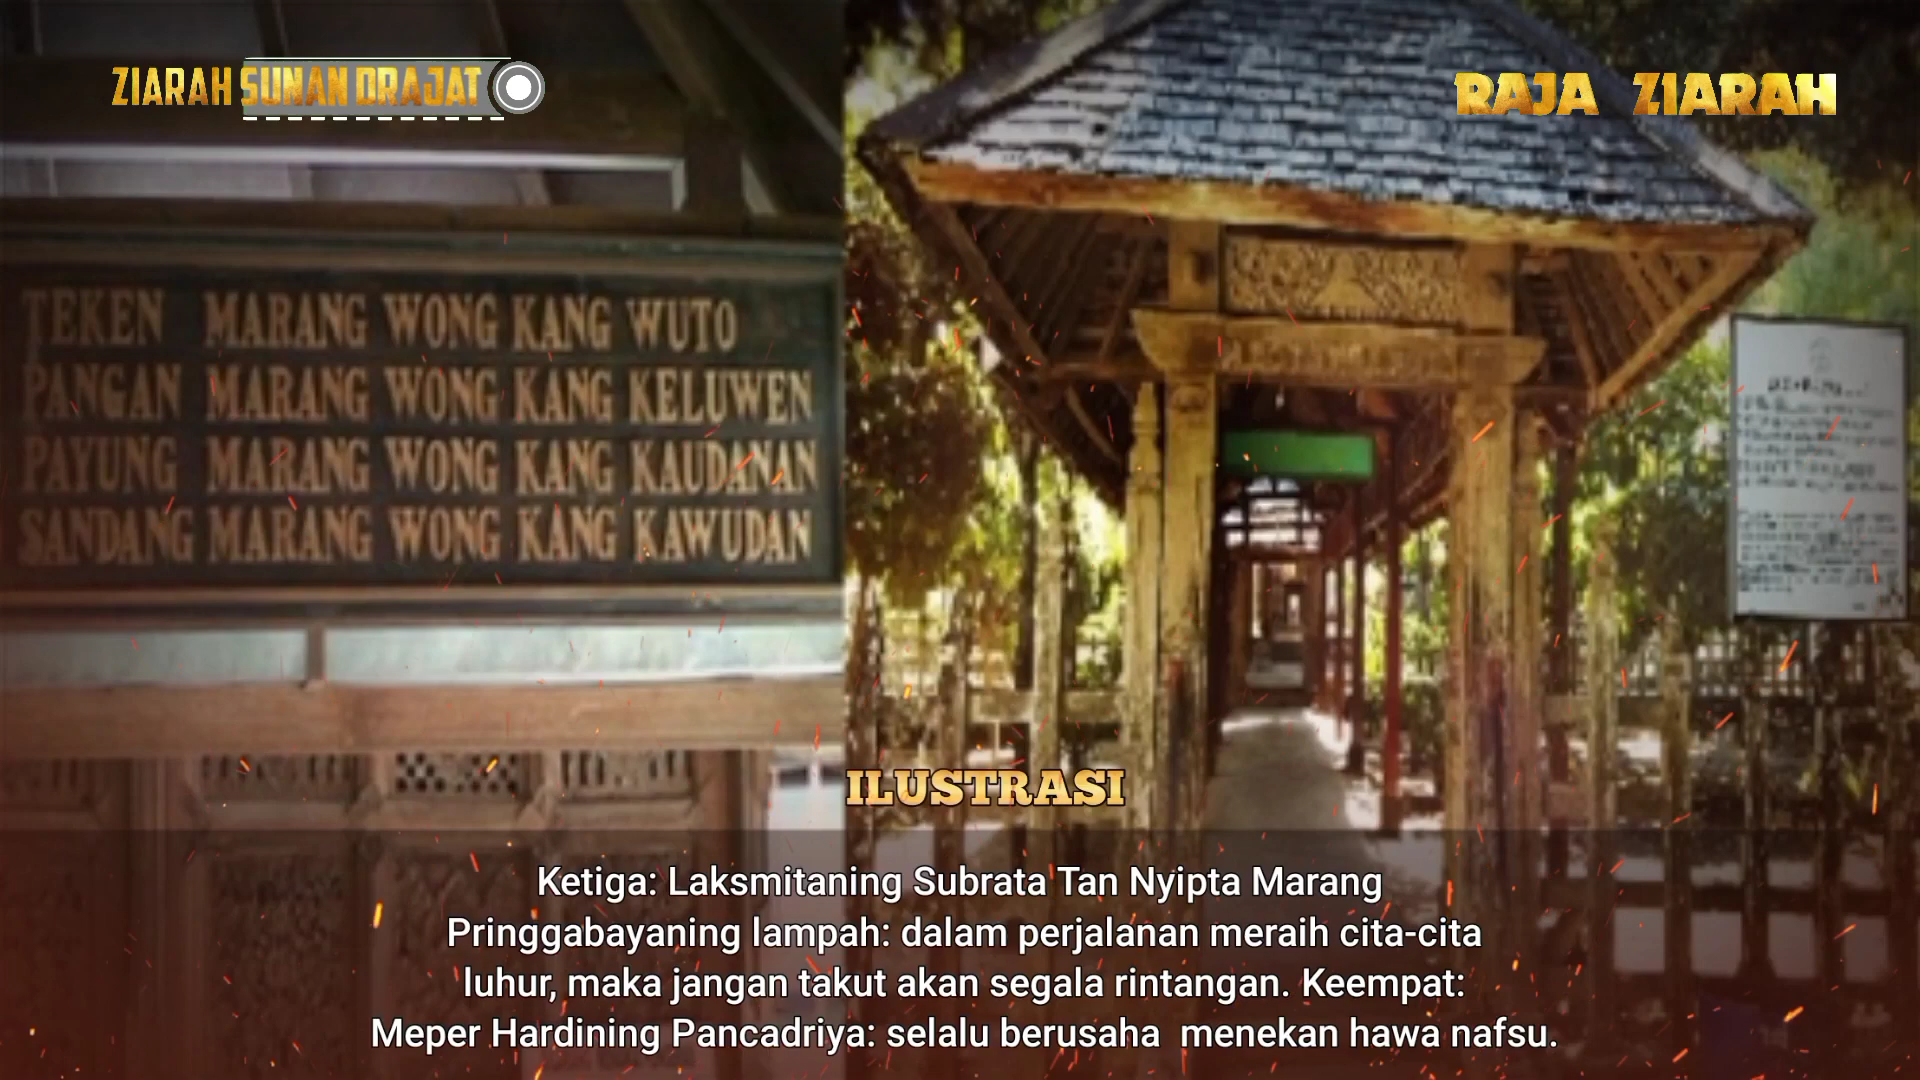 ZIARAH SUNAN DRAJAT
RAJA ZIARAH
TEKEN MARANG WONG KANG WUTO
PANGAN MARANG WONG KANG KELUWEN
PAYUNG MARANG WONG KANG KAUDANAN
SANDANG MARANG WONG KANG KAWUDAN
ILUSTRASI
Ketiga: Laksmitaning Subrata Tan Nyipta Marang
Pringgabayaning lampah: dalam perjalanan meraih cita-cita
luhur, maka jangan takut akan segala rintangan. Keempat:
Meper Hardining Pancadriya: selalu berusaha menekan hawa nafsu.